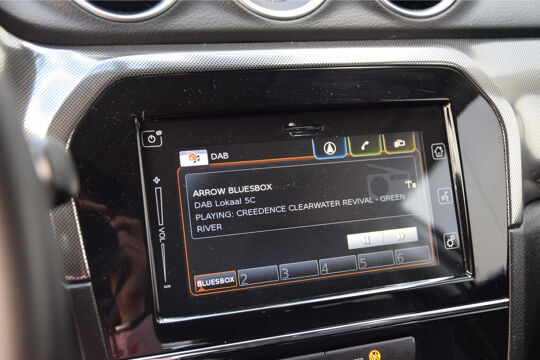 DAB
ARROW BLUESBOX
DAB Lokaal 5C
PLAYING: CREEDENCE CLEARWATER REVIVAL - GREEN
RIVER
+
VOL
−
BLUESBOX 2 3 4 5 6